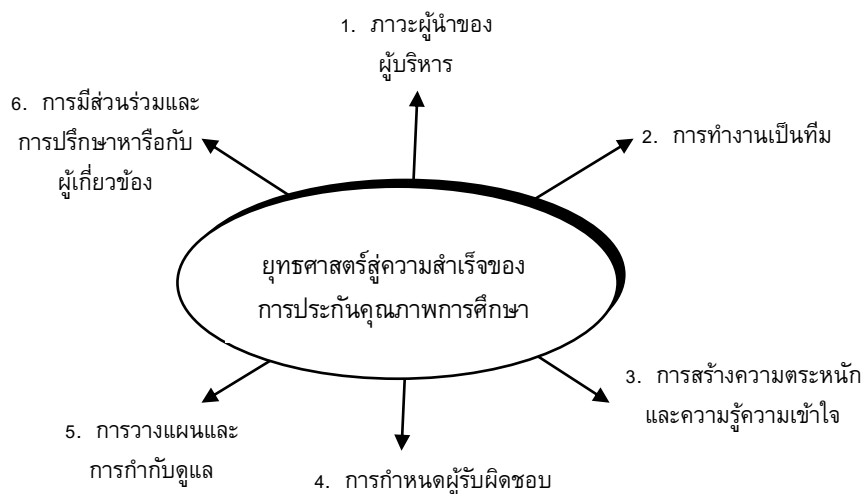 1. ภาวะผู้นำของ
ผู้บริหาร
2. การทำงานเป็นทีม
3. การสร้างความตระหนัก
และความรู้ความเข้าใจ
4. การกำหนดผู้รับผิดชอบ
5. การวางแผนและ
การกำกับดูแล
6. การมีส่วนร่วมและ
การปรึกษาหารือกับ
ผู้เกี่ยวข้อง
ยุทธศาสตร์สู่ความสำเร็จของ
การประกันคุณภาพการศึกษา